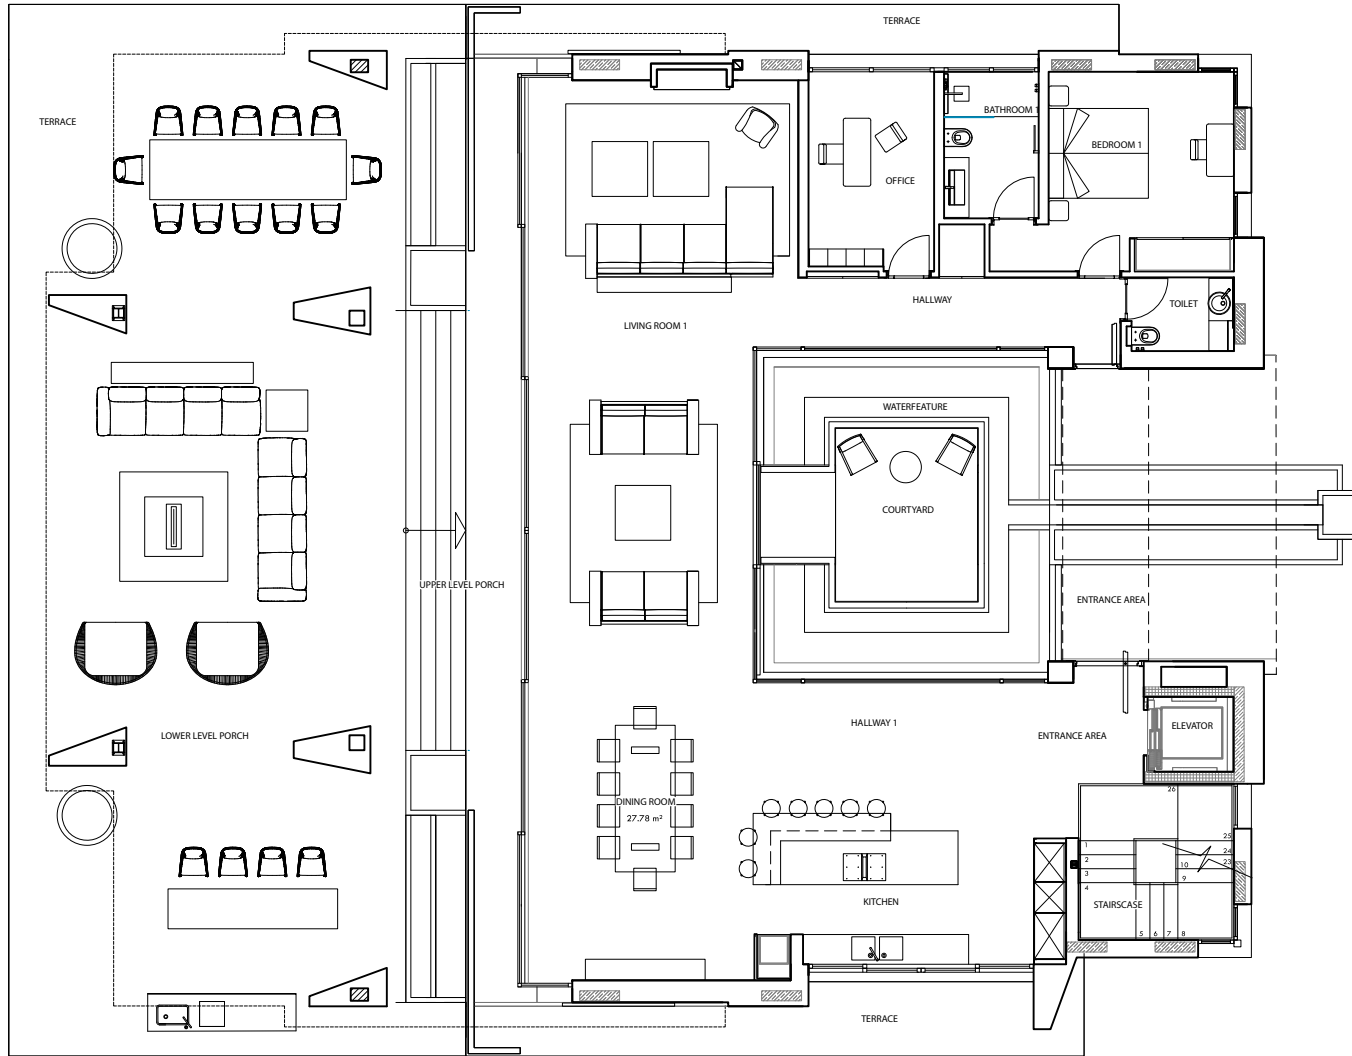 TERRACE
TERRACE
BATHROOM 1
BEDROOM 1
OFFICE
HALLWAY
TOILET
LIVING ROOM 1
WATERFEATURE
COURTYARD
UPPER LEVEL PORCH
ENTRANCE AREA
LOWER LEVEL PORCH
HALLWAY 1
ENTRANCE AREA
ELEVATOR
DINING ROOM
27.78 m²
26
25
24
23
1
2
3
4
10
9
KITCHEN
STAIRSCASE
5 6 7 8
TERRACE